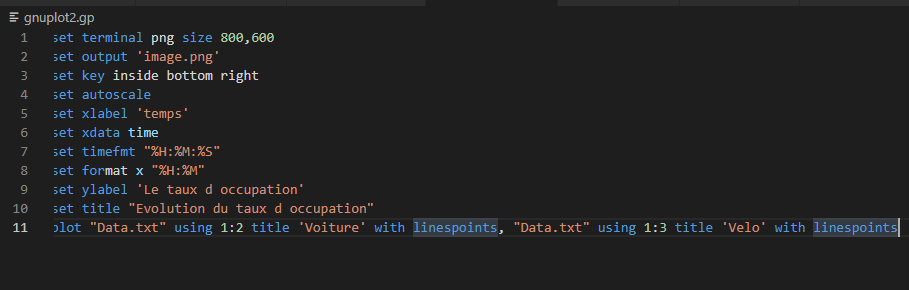 gnuplot2.gp
1 set terminal png size 800,600
2 set output 'image.png'
3 set key inside bottom right
4 set autoscale
5 set xlabel 'temps'
6 set xdata time
7 set timefmt "%H:%M:%S"
8 set format x "%H:%M"
9 set ylabel 'Le taux d occupation'
10 set title "Evolution du taux d occupation"
11 plot "Data.txt" using 1:2 title 'Voiture' with linespoints, "Data.txt" using 1:3 title 'Velo' with linespoints